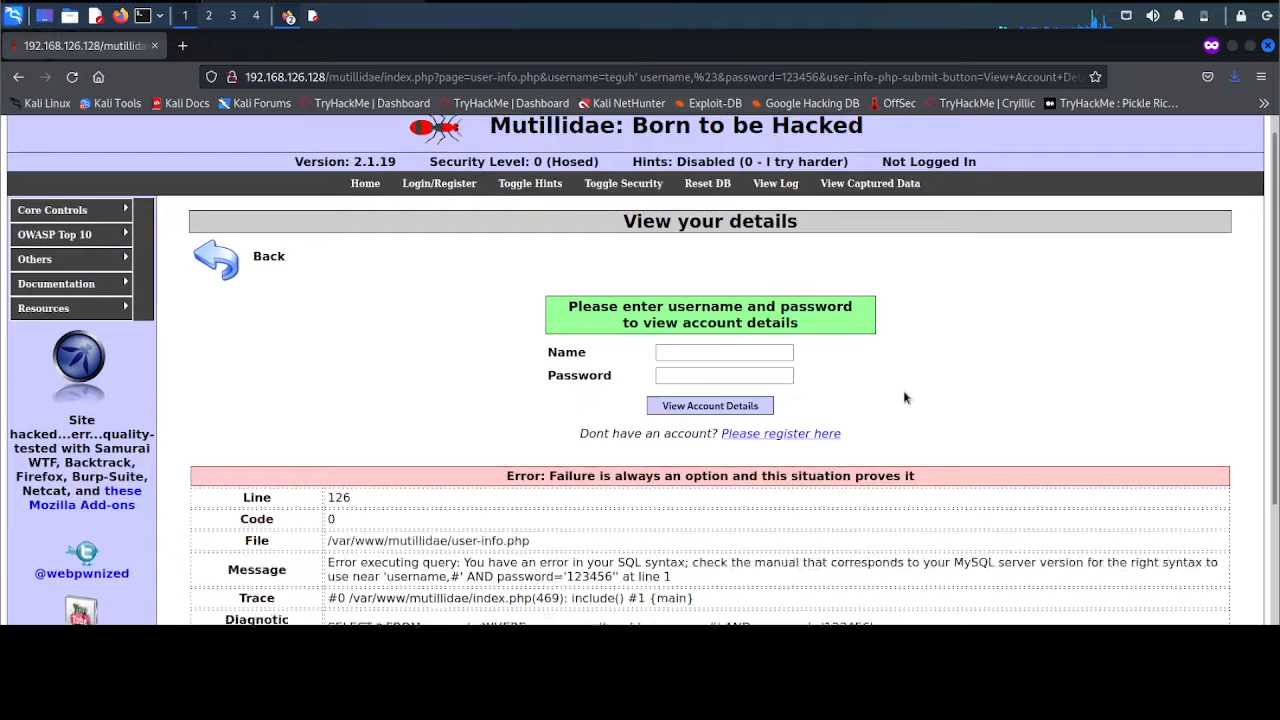 1 2 3 4
192.168.126.128/mutillida
192.168.126.128/mutillidae/index.php?page=user-info.php&username=teguh' username,%23&password=123456&user-info-php-submit-button=View+Account+Det
Kali Linux Kali Tools Kali Docs Kali Forums TryHackMe | Dashboard TryHackMe | Dashboard Kali NetHunter Exploit-DB Google Hacking DB OffSec TryHackMe | Cryillic TryHackMe : Pickle Ric...
Mutillidae: Born to be Hacked
Version: 2.1.19 Security Level: 0 (Hosed) Hints: Disabled (0 - I try harder) Not Logged In
Home Login/Register Toggle Hints Toggle Security Reset DB View Log View Captured Data
Core Controls
OWASP Top 10
Others
Documentation
Resources
Site
hacked...err...quality-
tested with Samurai
WTF, Backtrack,
Firefox, Burp-Suite,
Netcat, and these
Mozilla Add-ons
@webpwnized
You
View your details
Back
Please enter username and password
to view account details
Name
Password
View Account Details
Dont have an account? Please register here
Error: Failure is always an option and this situation proves it
Line 126
Code 0
File /var/www/mutillidae/user-info.php
Message Error executing query: You have an error in your SQL syntax; check the manual that corresponds to your MySQL server version for the right syntax to
use near 'username,#' AND password='123456'' at line 1
Trace #0 /var/www/mutillidae/index.php(469): include() #1 {main}
Diagnostic